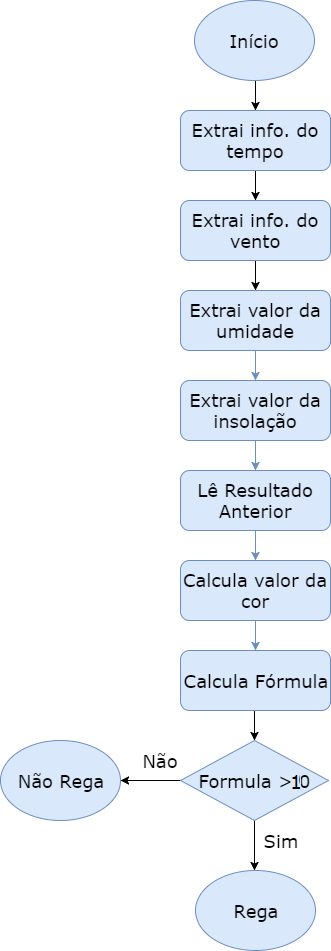 Início
Extrai info. do
tempo
Extrai info. do
vento
Extrai valor da
umidade
Extrai valor da
insolação
Lê Resultado
Anterior
Calcula valor da
cor
Calcula Fórmula
Não
Não Rega
Formula >10
Sim
Rega